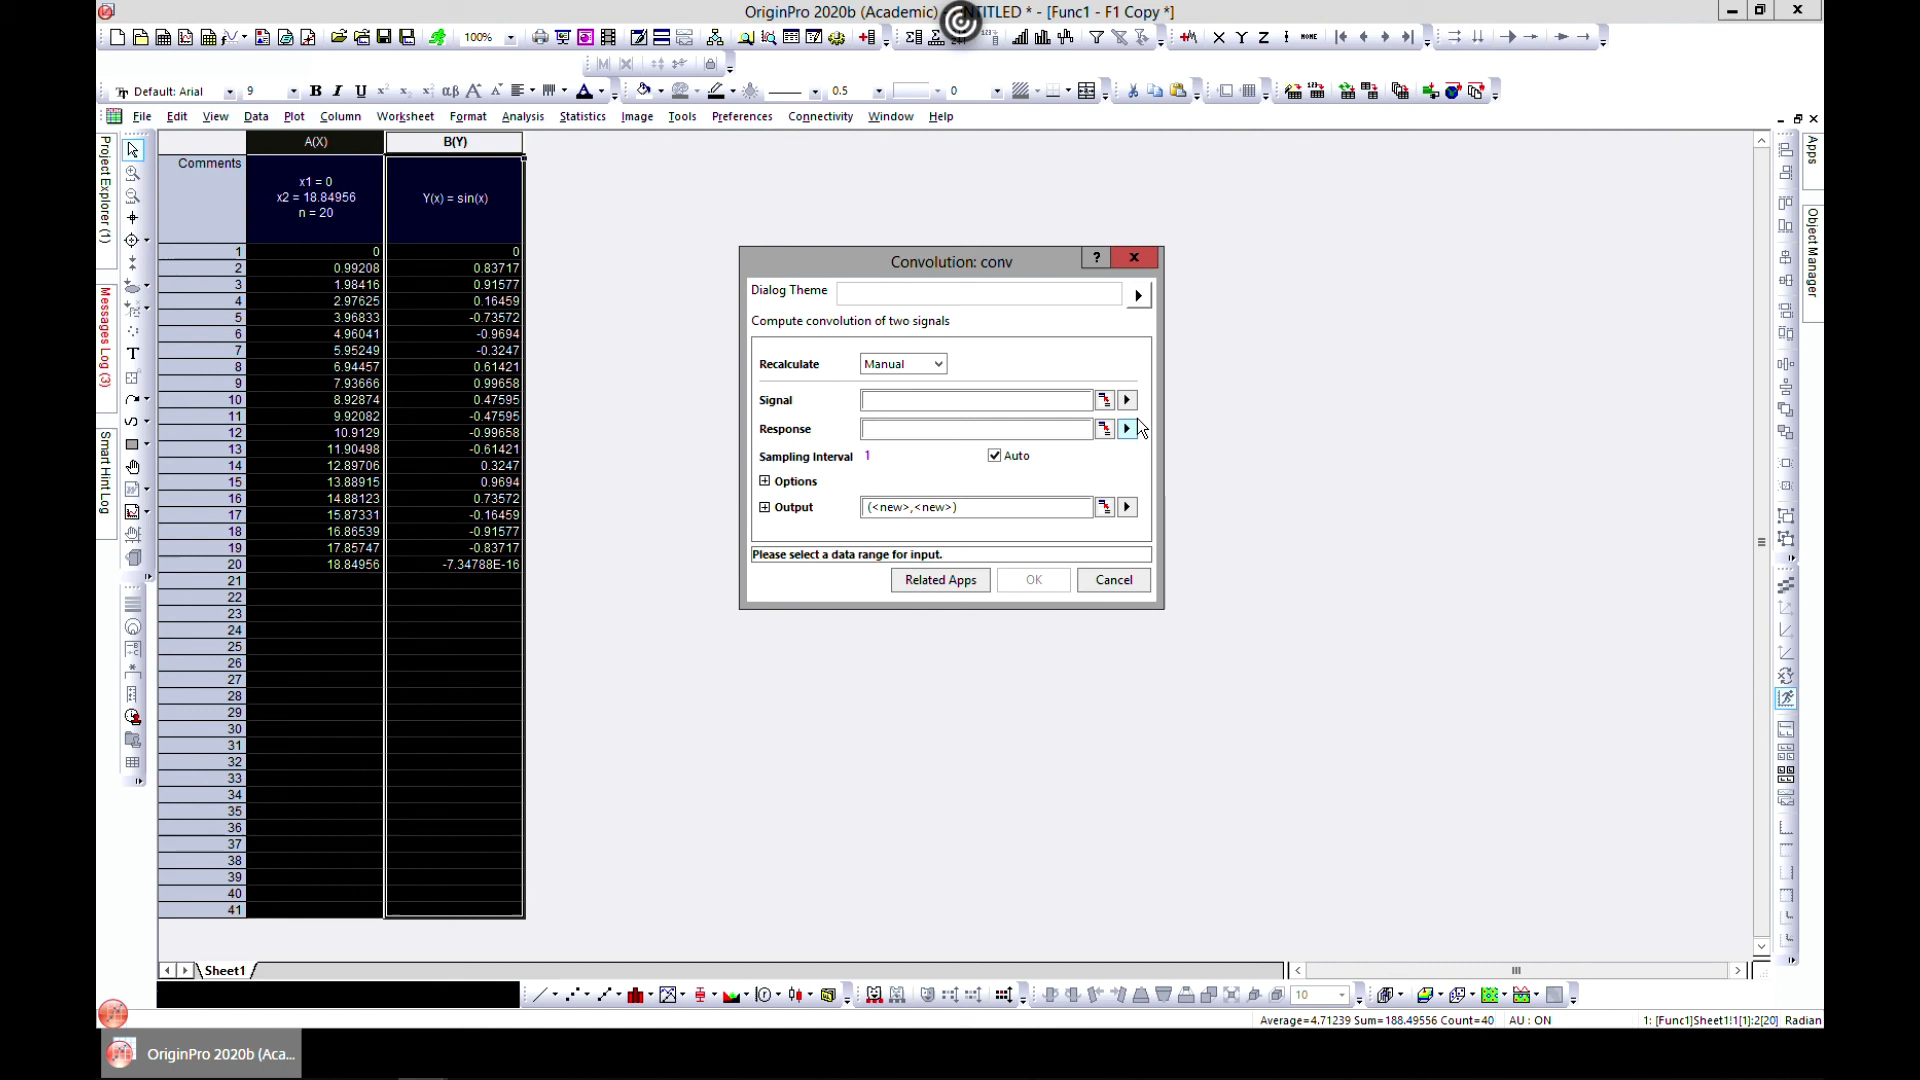 OriginPro 2020b (Academic) NTITLED * - [Func1 - F1 Copy *]
100%
Default: Arial 9 B I U αβ A A A 0.5 0
File Edit View Data Plot Column Worksheet Format Analysis Statistics Image Tools Preferences Connectivity Window Help
Project Explorer (1)
Messages Log (3)
Smart Hint Log
Apps
Object Manager
A(X) B(Y)
Comments
x1 = 0
x2 = 18.84956
n = 20
Y(x) = sin(x)
1 0 0
2 0.99208 0.83717
3 1.98416 0.91577
4 2.97625 0.16459
5 3.96833 -0.73572
6 4.96041 -0.9694
7 5.95249 -0.3247
8 6.94457 0.61421
9 7.93666 0.99658
10 8.92874 0.47595
11 9.92082 -0.47595
12 10.9129 -0.99658
13 11.90498 -0.61421
14 12.89706 0.3247
15 13.88915 0.9694
16 14.88123 0.73572
17 15.87331 -0.16459
18 16.86539 -0.91577
19 17.85747 -0.83717
20 18.84956 -7.34788E-16
21
22
23
24
25
26
27
28
29
30
31
32
33
34
35
36
37
38
39
40
41
Convolution: conv ?
Dialog Theme
Compute convolution of two signals
Recalculate Manual
Signal
Response
Sampling Interval 1 Auto
Options
Output (<new>,<new>)
Please select a data range for input.
Related Apps OK Cancel
Sheet1
10
Average=4.71239 Sum=188.49556 Count=40 AU : ON 1: [Func1]Sheet1!1[1]:2[20] Radian
OriginPro 2020b (Aca...